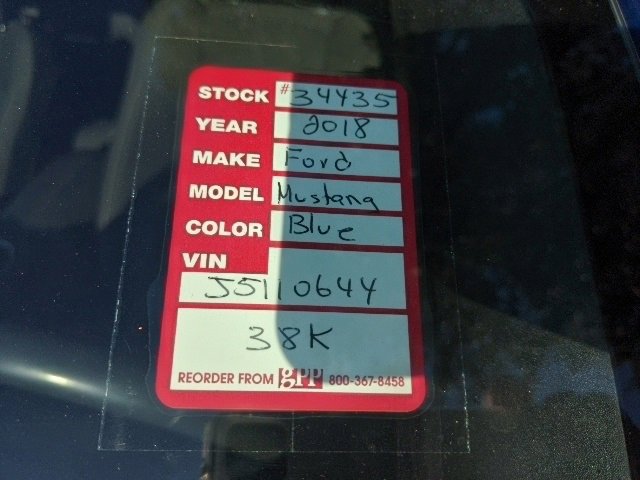 STOCK #34435
YEAR 2018
MAKE Ford
MODEL Mustang
COLOR Blue
VIN
J5110644
38K
REORDER FROM gPP 800-367-8458